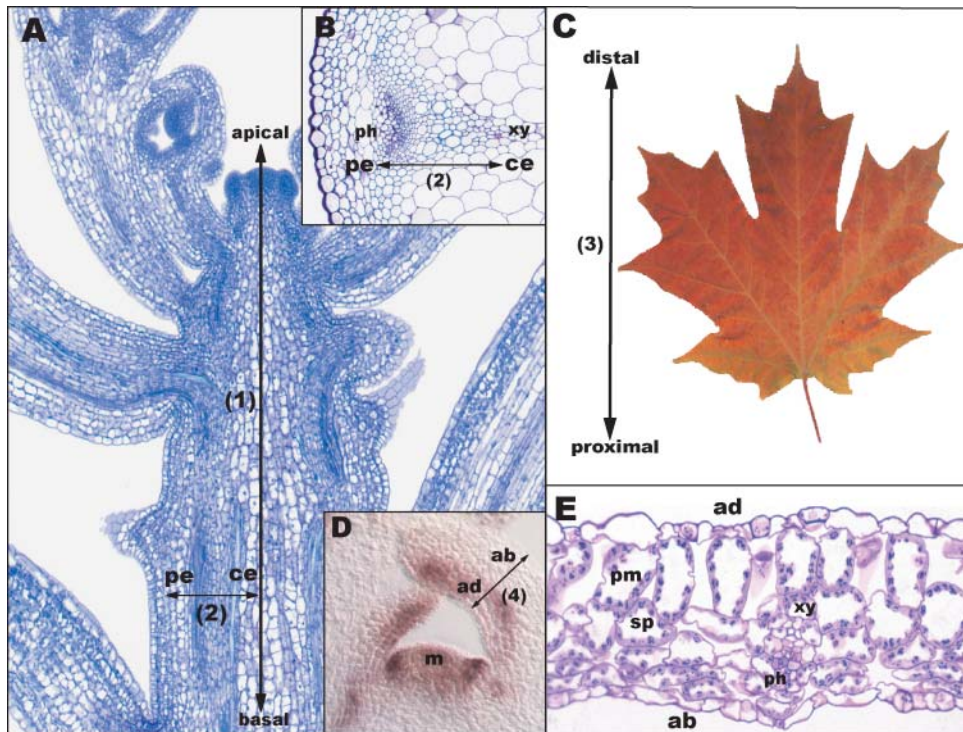 A
apical
(1)
pe ce
(2)
basal
B
ph xy
pe ce
(2)
C
distal
(3)
proximal
D
ab
ad (4)
m
E
ad
pm
xy
sp
ph
ab